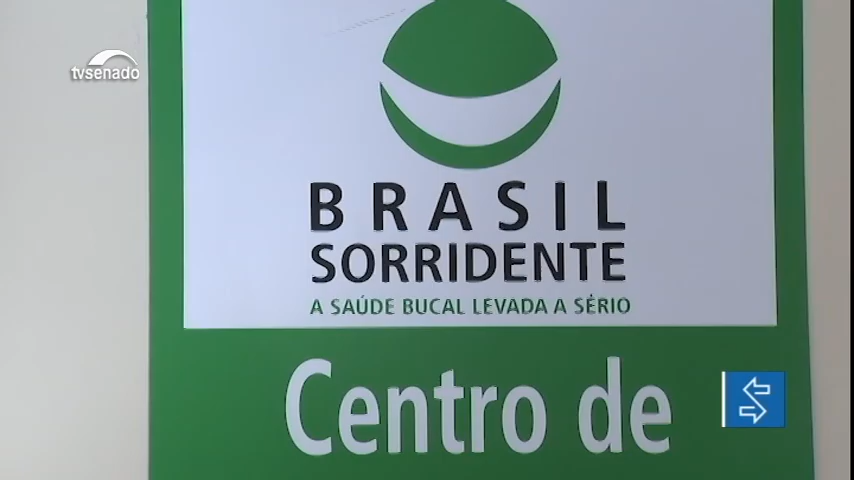 tvsenado
BRASIL
SORRIDENTE
A SAÚDE BUCAL LEVADA A SÉRIO
Centro de